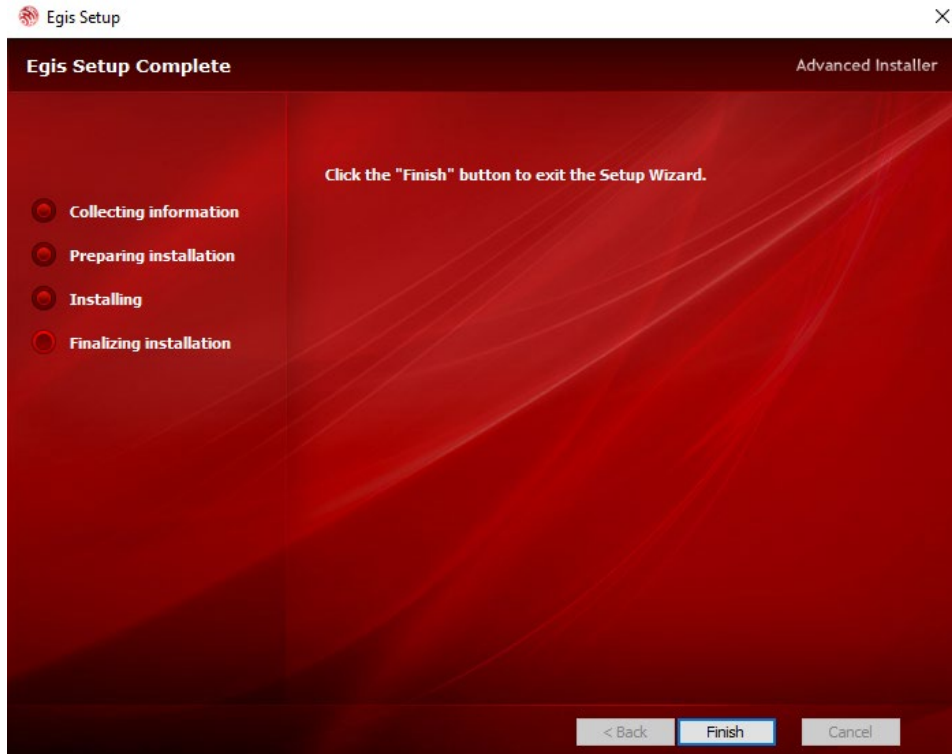 Egis Setup
Egis Setup Complete
Advanced Installer
Click the "Finish" button to exit the Setup Wizard.
Collecting information
Preparing installation
Installing
Finalizing installation
< Back
Finish
Cancel